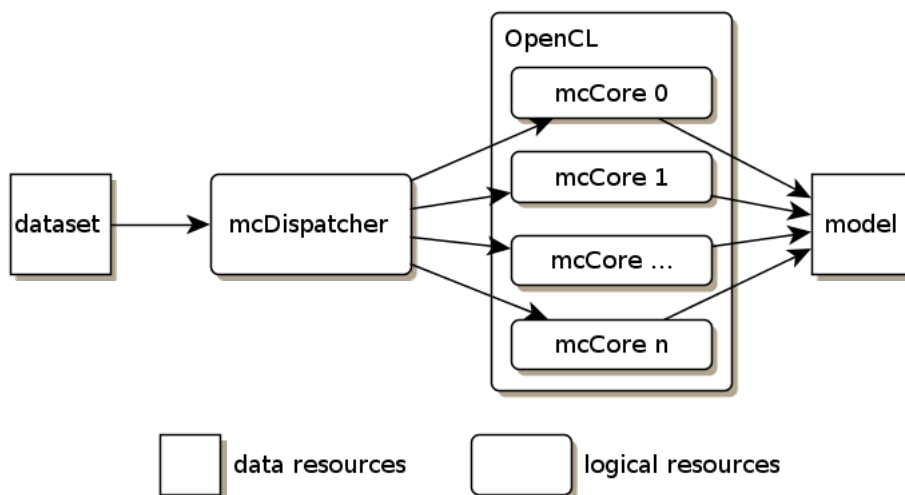 OpenCL
mcCore 0
mcCore 1
dataset
mcDispatcher
model
mcCore ...
mcCore n
data resources
logical resources